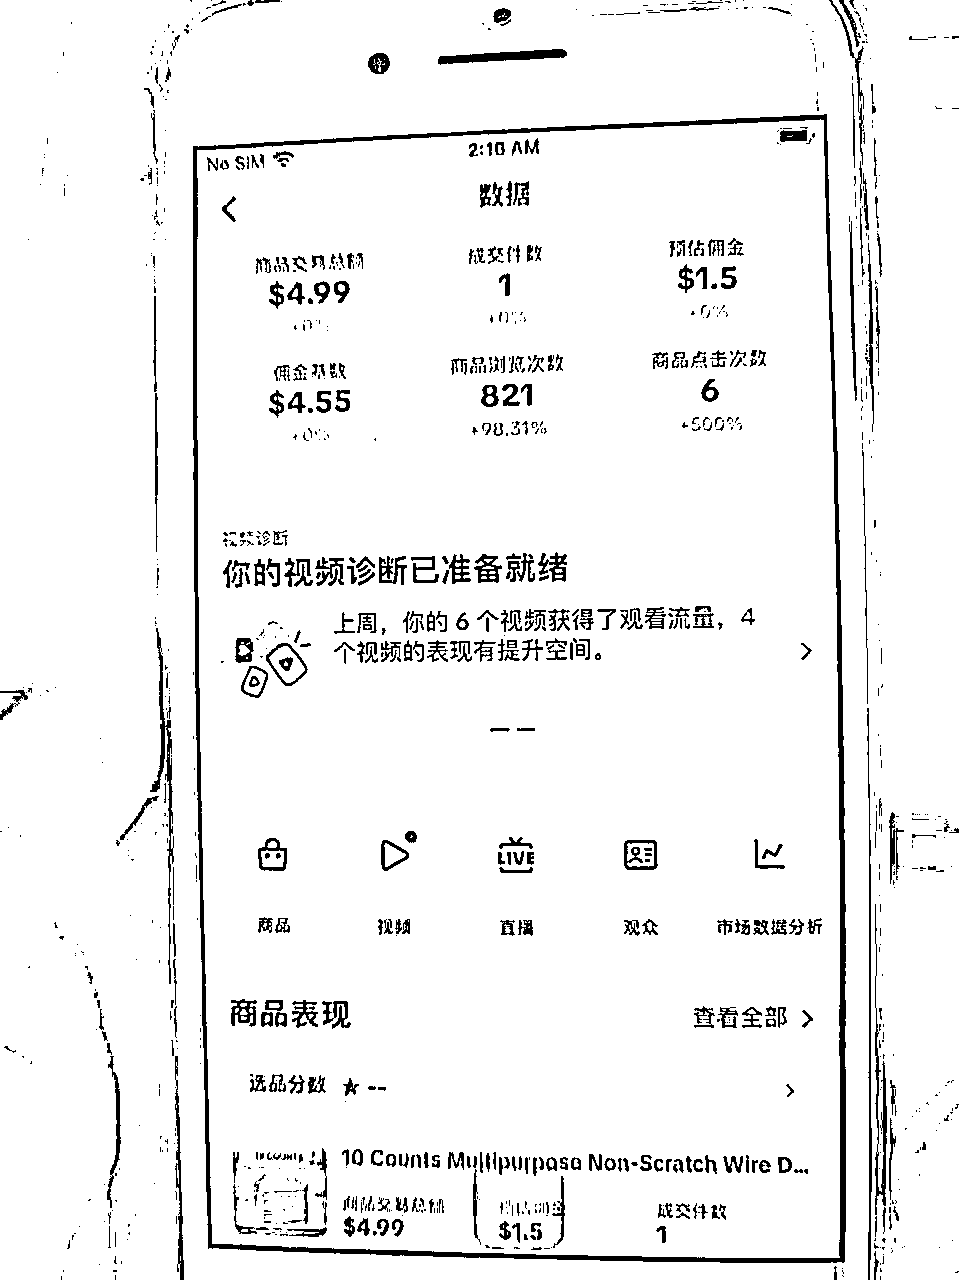 No SIM
2:10 AM
数据
商品交易总额
成交件数
预估佣金
$4.99
1
$1.5
+0%
+0%
+0%
佣金基数
商品浏览次数
商品点击次数
$4.55
821
6
+0%
+98.31%
+500%
视频诊断
你的视频诊断已准备就绪
上周，你的 6 个视频获得了观看流量，4
个视频的表现有提升空间。
LIVE
商品
视频
直播
观众
市场数据分析
商品表现
查看全部
选品分数 ★ --
10 Counts Multipurpose Non-Scratch Wire D...
商品交易总额
预估佣金
成交件数
$4.99
$1.5
1